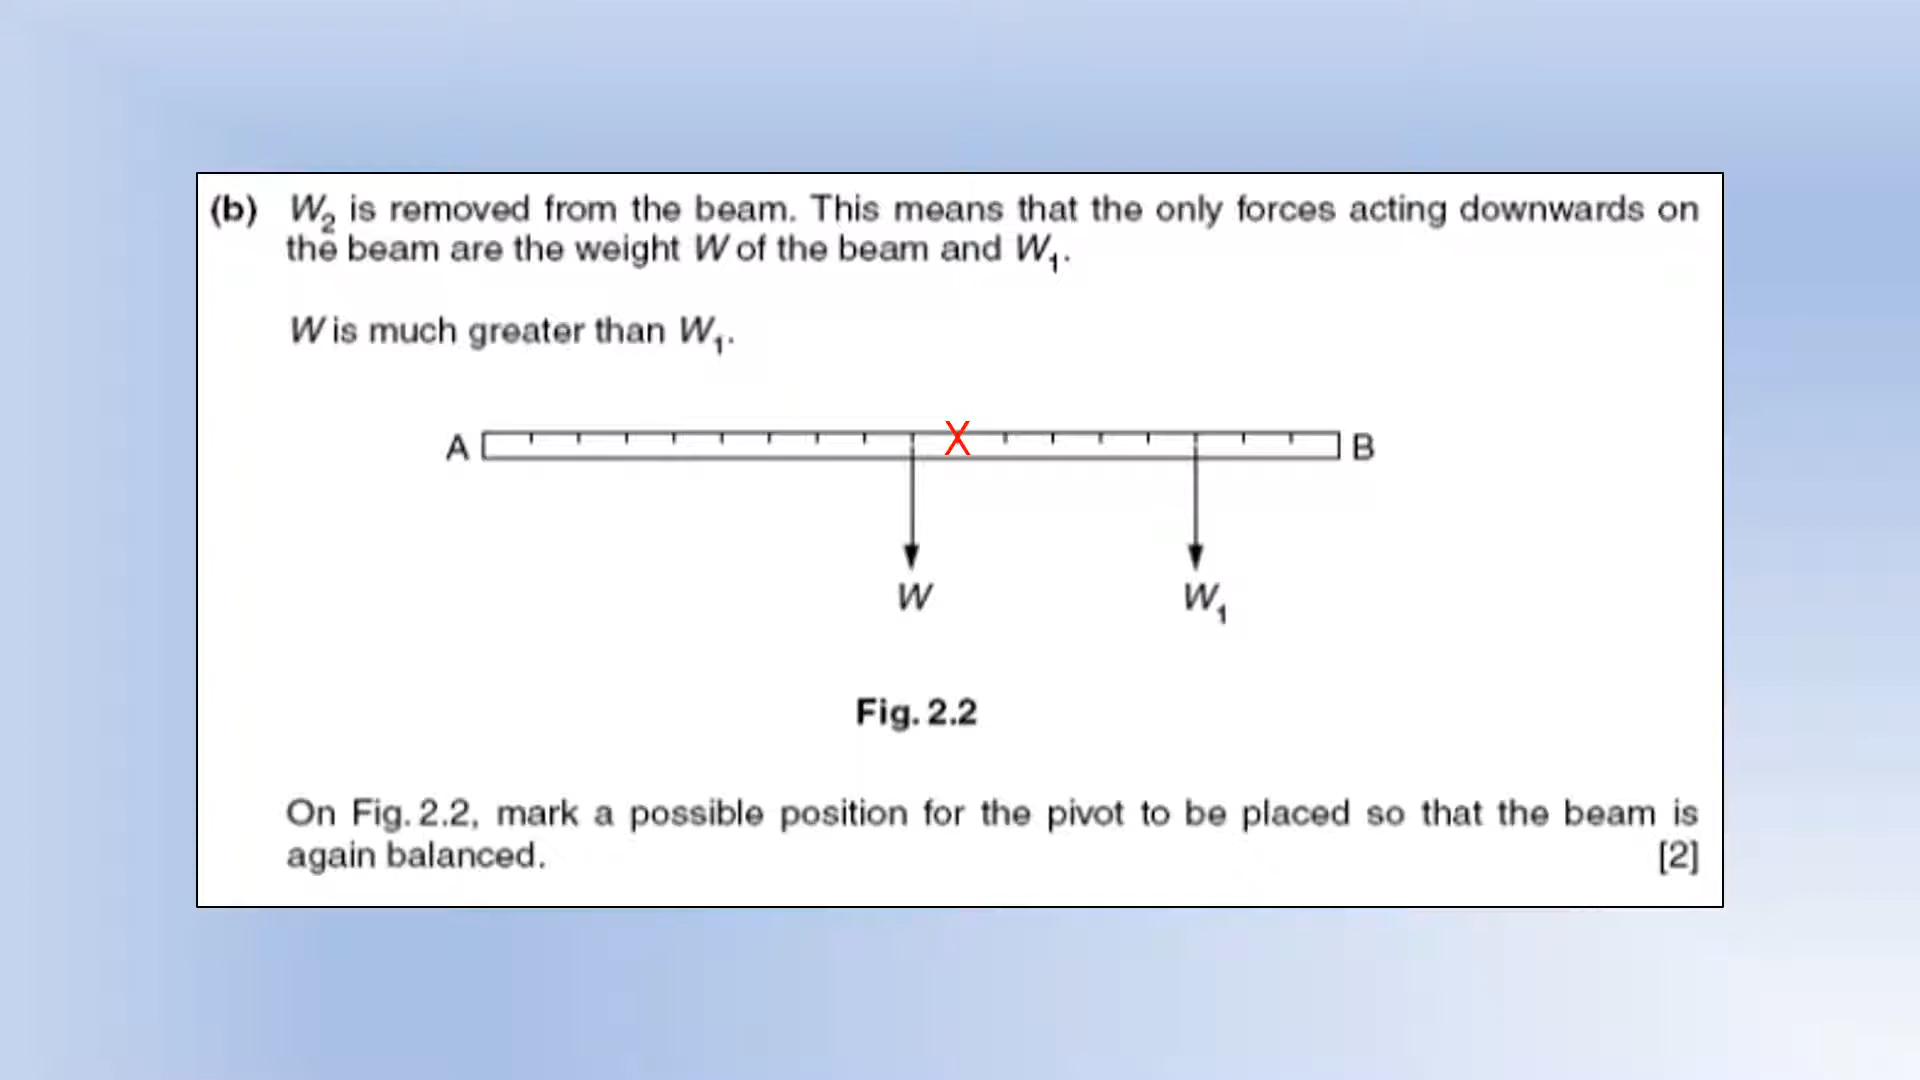 (b) W₂ is removed from the beam. This means that the only forces acting downwards on
the beam are the weight W of the beam and W₁.
W is much greater than W₁.
A X B
W W₁
Fig. 2.2
On Fig. 2.2, mark a possible position for the pivot to be placed so that the beam is
again balanced. [2]